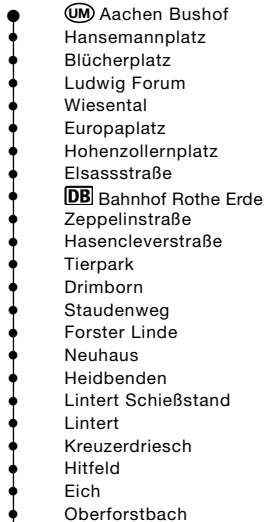 UM Aachen Bushof
Hansemannplatz
Blücherplatz
Ludwig Forum
Wiesental
Europaplatz
Hohenzollernplatz
Elsassstraße
DB Bahnhof Rothe Erde
Zeppelinstraße
Hasencleverstraße
Tierpark
Drimborn
Staudenweg
Forster Linde
Neuhaus
Heidbenden
Lintert Schießstand
Lintert
Kreuzerdriesch
Hitfeld
Eich
Oberforstbach